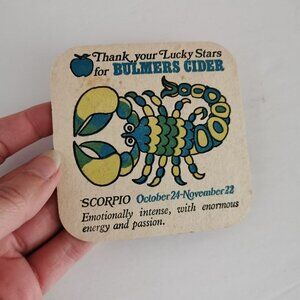 Thank your Lucky Stars
for BULMERS CIDER
SCORPIO October 24-November 22
Emotionally intense, with enormous
energy and passion.